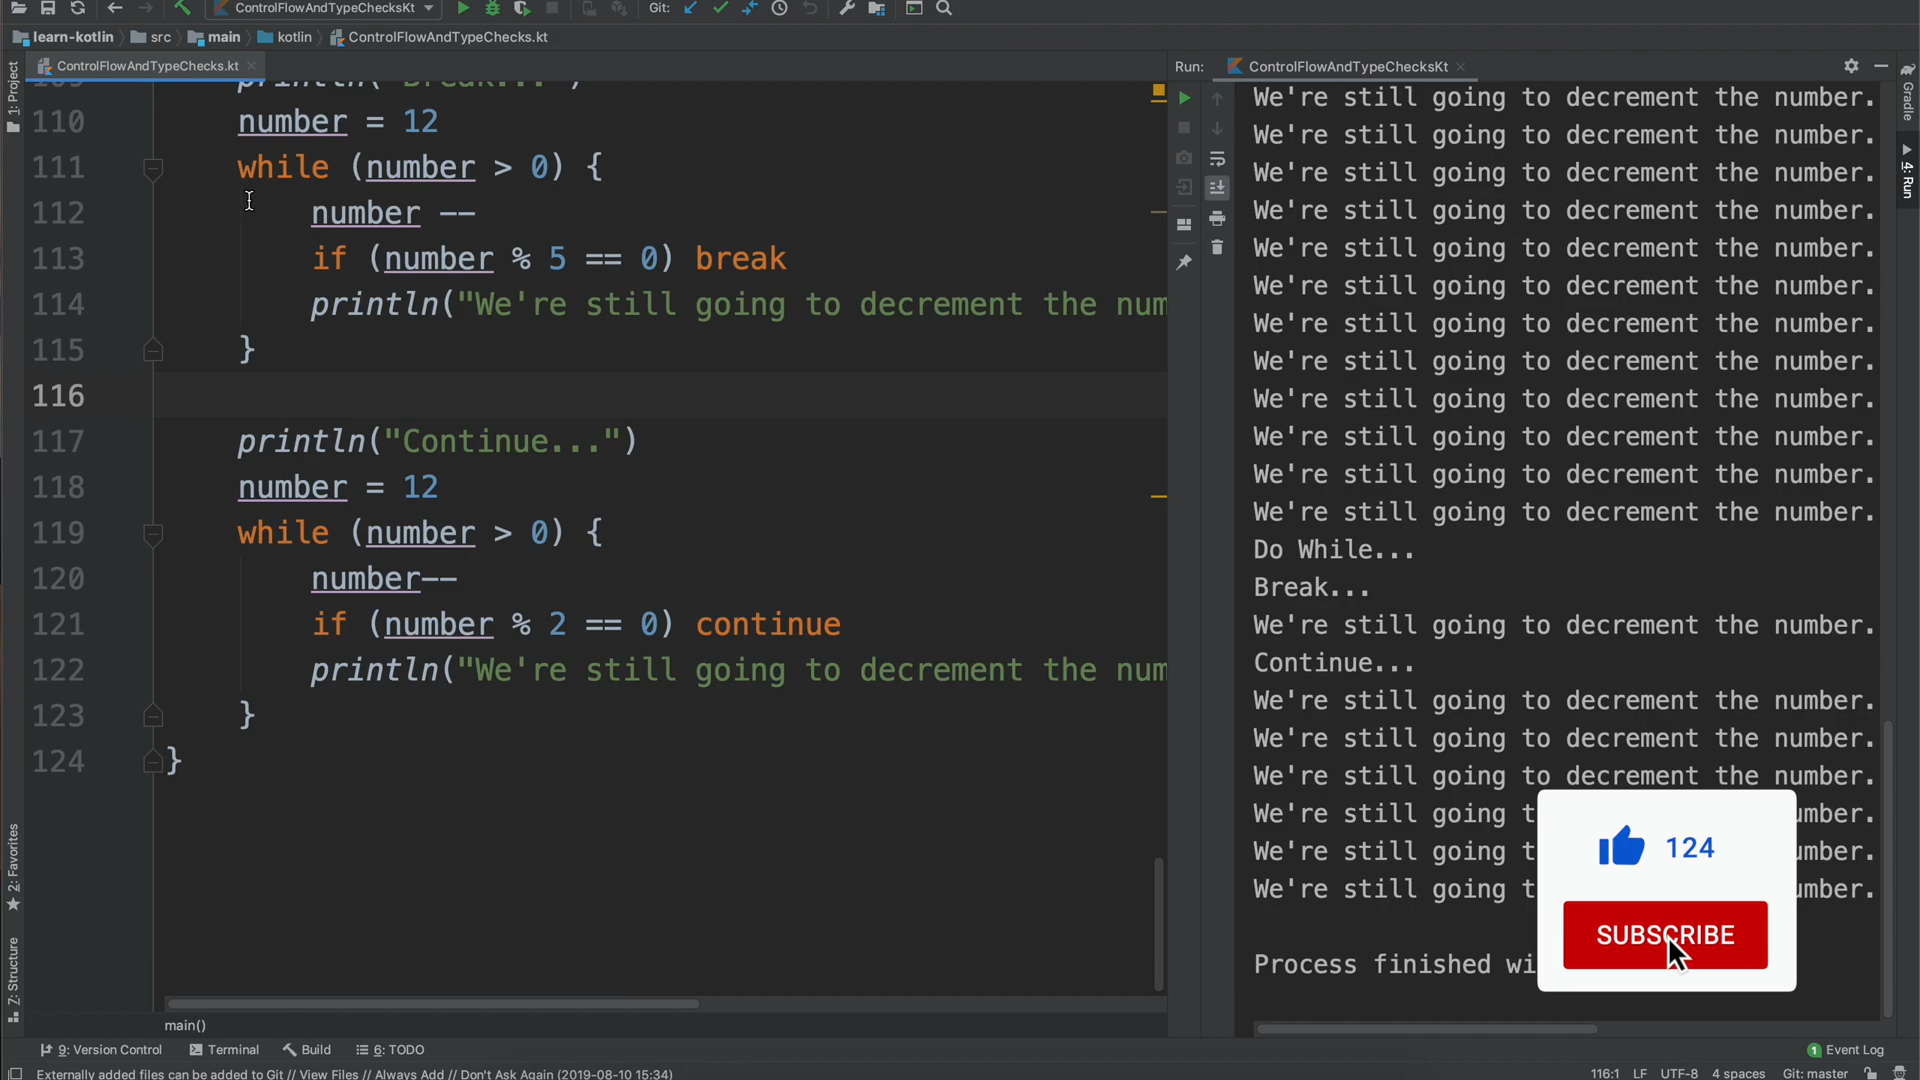 ControlFlowAndTypeChecksKt
Git:
learn-kotlin
src
main
kotlin
ControlFlowAndTypeChecks.kt
1: Project
ControlFlowAndTypeChecks.kt
109 println("Break...")
110 number = 12
111 while (number > 0) {
112 number --
113 if (number % 5 == 0) break
114 println("We're still going to decrement the num
115 }
116
117 println("Continue...")
118 number = 12
119 while (number > 0) {
120 number--
121 if (number % 2 == 0) continue
122 println("We're still going to decrement the num
123 }
124 }
main()
2: Favorites
7: Structure
Run: ControlFlowAndTypeChecksKt
We're still going to decrement the number.
We're still going to decrement the number.
We're still going to decrement the number.
We're still going to decrement the number.
We're still going to decrement the number.
We're still going to decrement the number.
We're still going to decrement the number.
We're still going to decrement the number.
We're still going to decrement the number.
We're still going to decrement the number.
We're still going to decrement the number.
We're still going to decrement the number.
Do While...
Break...
We're still going to decrement the number.
Continue...
We're still going to decrement the number.
We're still going to decrement the number.
We're still going to decrement the number.
We're still going t umber.
We're still going t umber.
We're still going t umber.
Process finished wi
124
SUBSCRIBE
Gradle
4: Run
9: Version Control
Terminal
Build
6: TODO
1 Event Log
Externally added files can be added to Git // View Files // Always Add // Don't Ask Again (2019-08-10 15:34)
116:1 LF UTF-8 4 spaces Git: master